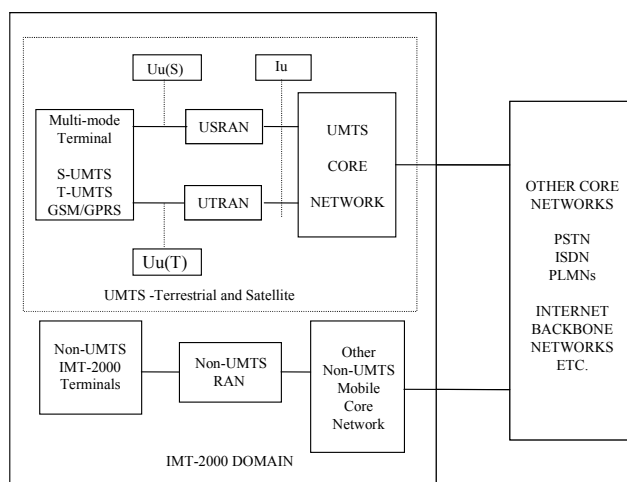 Uu(S)
Iu
Multi-mode
Terminal
S-UMTS
T-UMTS
GSM/GPRS
USRAN
UTRAN
UMTS
CORE
NETWORK
Uu(T)
UMTS -Terrestrial and Satellite
OTHER CORE
NETWORKS
PSTN
ISDN
PLMNs
INTERNET
BACKBONE
NETWORKS
ETC.
Non-UMTS
IMT-2000
Terminals
Non-UMTS
RAN
Other
Non-UMTS
Mobile
Core
Network
IMT-2000 DOMAIN